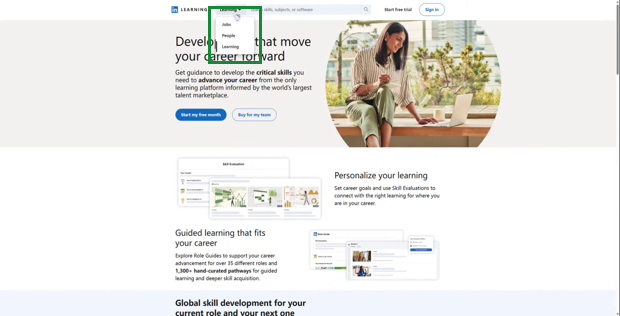 in LEARNING
Learning
skills, subjects, or software
Start free trial
Sign in
Jobs
People
Learning
Develop that move
your career forward
Get guidance to develop the critical skills you
need to advance your career from the only
learning platform informed by the world's largest
talent marketplace.
Start my free month
Buy for my team
Skill Evaluation
Personalize your learning
Set career goals and use Skill Evaluations to
connect with the right learning for where you
are in your career.
Guided learning that fits
your career
Explore Role Guides to support your career
advancement for over 35 different roles and
1,300+ hand-curated pathways for guided
learning and deeper skill acquisition.
Global skill development for your
current role and your next one